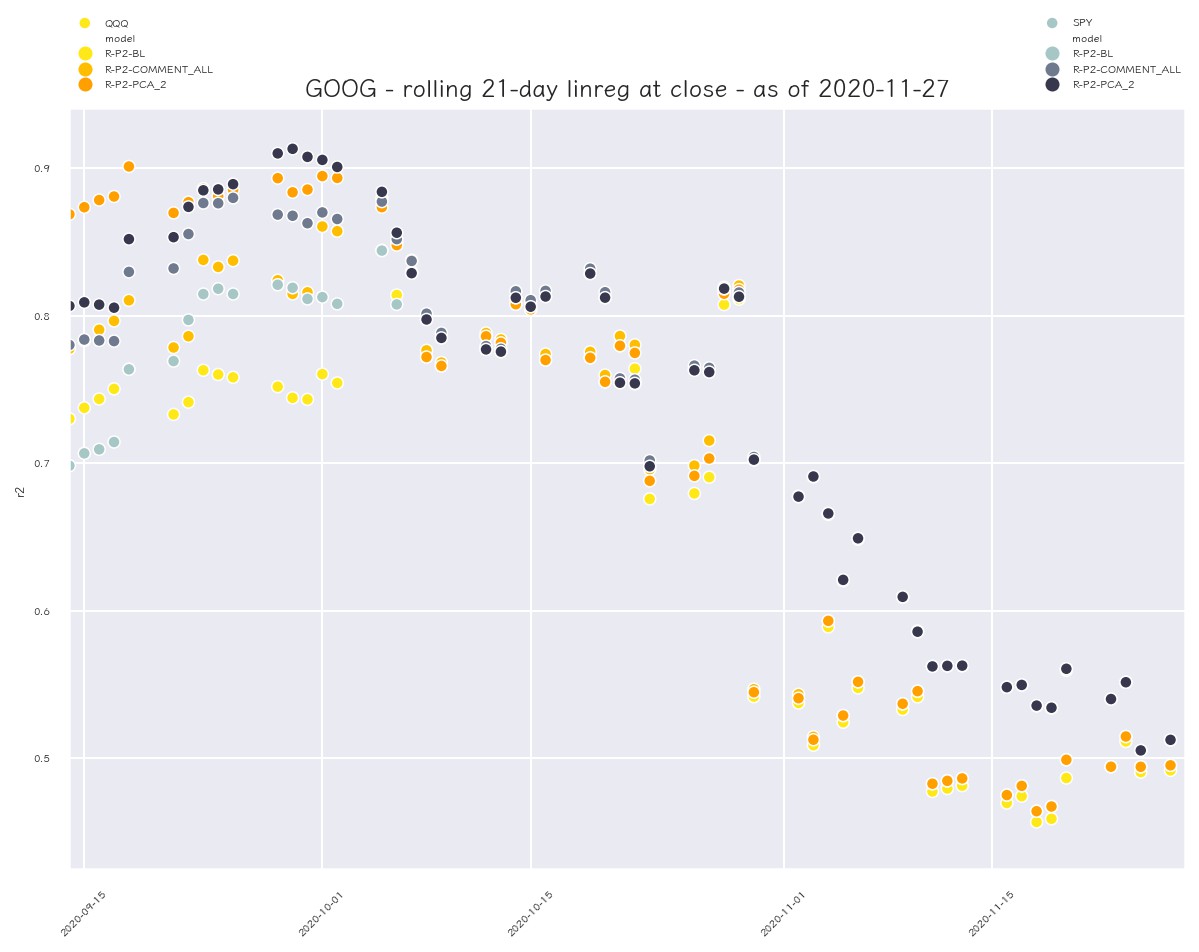 QQQ
model
R-P2-BL
R-P2-COMMENT_ALL
R-P2-PCA_2
SPY
model
R-P2-BL
R-P2-COMMENT_ALL
R-P2-PCA_2
GOOG - rolling 21-day linreg at close - as of 2020-11-27
0.9
0.8
0.7
0.6
0.5
r2
2020-09-15
2020-10-01
2020-10-15
2020-11-01
2020-11-15